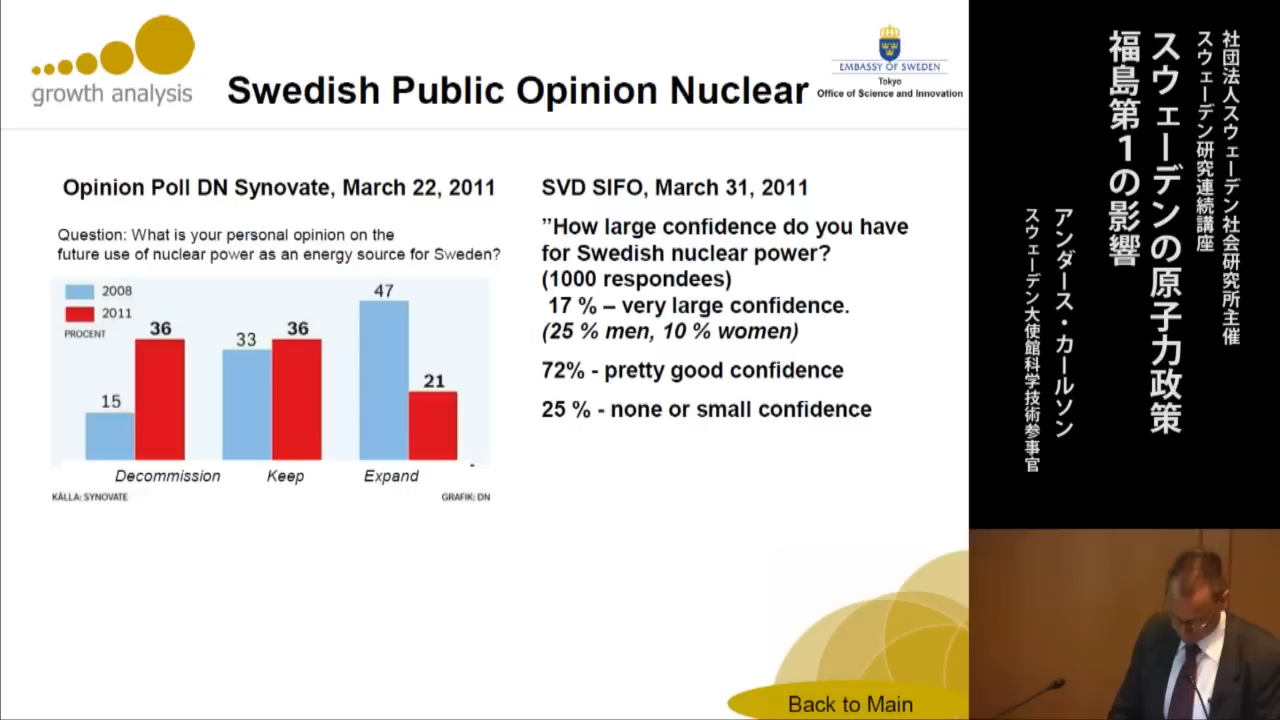 growth analysis
Swedish Public Opinion Nuclear
EMBASSY OF SWEDEN
Tokyo
Office of Science and Innovation
Opinion Poll DN Synovate, March 22, 2011
Question: What is your personal opinion on the
future use of nuclear power as an energy source for Sweden?
2008
2011
PROCENT
15
36
33
36
47
21
Decommission
Keep
Expand
KÄLLA: SYNOVATE
GRAFIK: DN
SVD SIFO, March 31, 2011
”How large confidence do you have
for Swedish nuclear power?
(1000 respondees)
17 % – very large confidence.
(25 % men, 10 % women)
72% - pretty good confidence
25 % - none or small confidence
Back to Main
社団法人スウェーデン社会研究所主催
スウェーデン研究連続講座
スウェーデンの原子力政策
福島第1の影響
アンダース・カールソン
スウェーデン大使館科学技術参事官